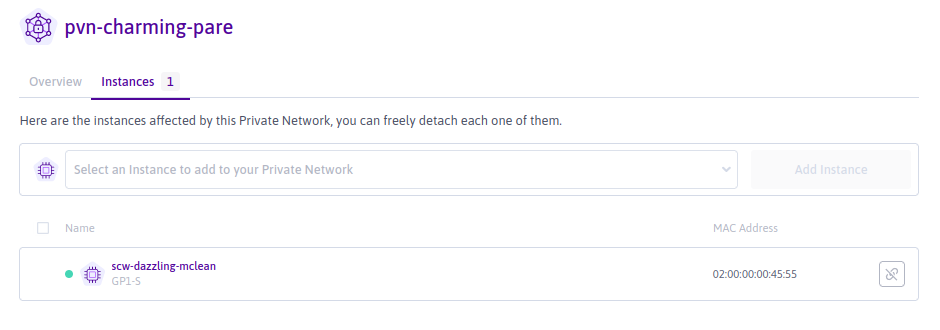 pvn-charming-pare
Overview Instances 1
Here are the instances affected by this Private Network, you can freely detach each one of them.
Select an Instance to add to your Private Network Add Instance
Name MAC Address
scw-dazzling-mclean
GP1-S
02:00:00:00:45:55